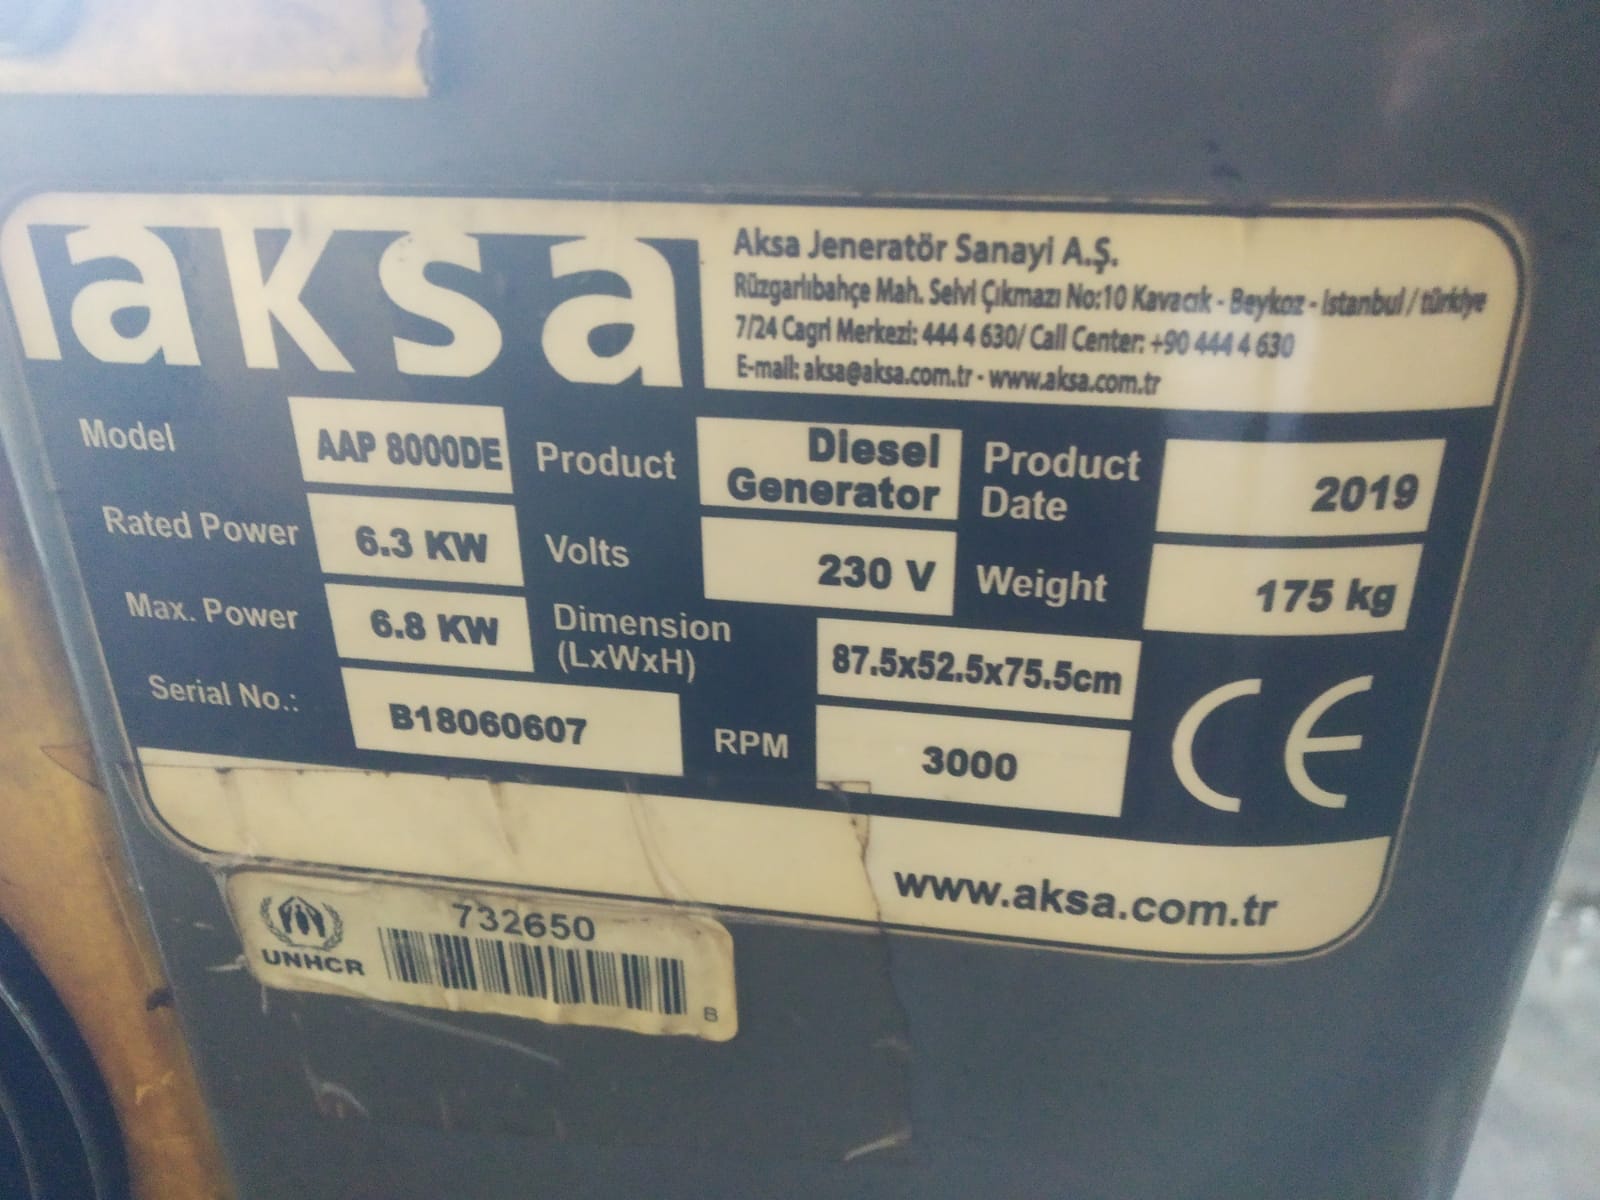 aksa
Aksa Jeneratör Sanayi A.Ş.
Rüzgarlıbahçe Mah. Selvi Çıkmazı No:10 Kavacık - Beykoz - İstanbul / türkiye
7/24 Cagri Merkezi: 444 4 630/ Call Center: +90 444 4 630
E-mail: aksa@aksa.com.tr - www.aksa.com.tr
Model AAP 8000DE Product Diesel Generator Product Date 2019
Rated Power 6.3 KW Volts 230 V Weight 175 kg
Max. Power 6.8 KW Dimension (LxWxH) 87.5x52.5x75.5cm
Serial No.: B18060607 RPM 3000
CE
www.aksa.com.tr
732650
UNHCR
B